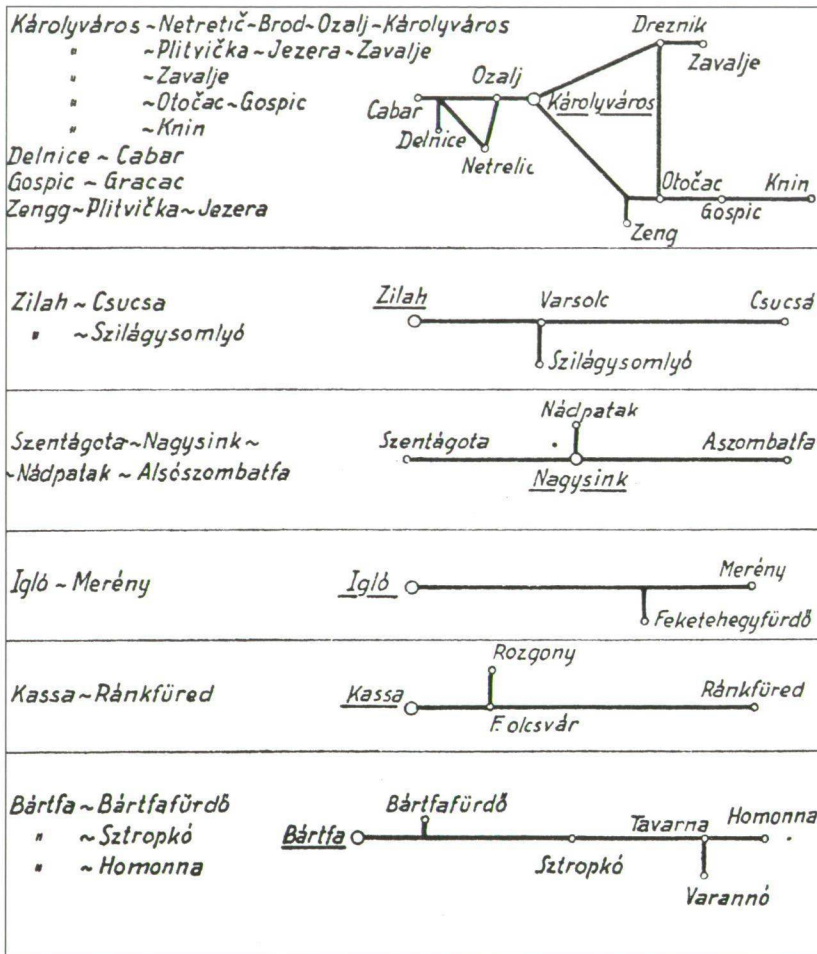 Károlyváros ~ Netretič~Brod~Ozalj~Károlyváros
" ~Plitvička~Jezera~Zavalje
" ~Zavalje
" ~Otočac~Gospic
" ~Knin
Delnice ~ Cabar
Gospic ~ Gracac
Zengg~Plitvička~Jezera
Dreznik
Zavalje
Ozalj
Cabar
Károlyváros
Delnice
Netrelic
Otočac
Knin
Gospic
Zeng
Zilah ~ Csucsa
" ~Szilágysomlyó
Zilah
Varsolc
Csucsá
Szilágysomlyó
Szentágota~Nagysink~
~Nádpatak ~ Alsószombatfa
Nádpatak
Szentágota
Aszombatfa
Nagysink
Igló ~ Merény
Igló
Merény
Feketehegyfürdő
Kassa~Ránkfüred
Rozgony
Kassa
Ránkfüred
F. olcsvár
Bártfa ~ Bártfafürdő
" ~Sztropkó
" ~Homonna
Bártfafürdő
Bártfa
Tavarna
Homonna
Sztropkó
Varannó